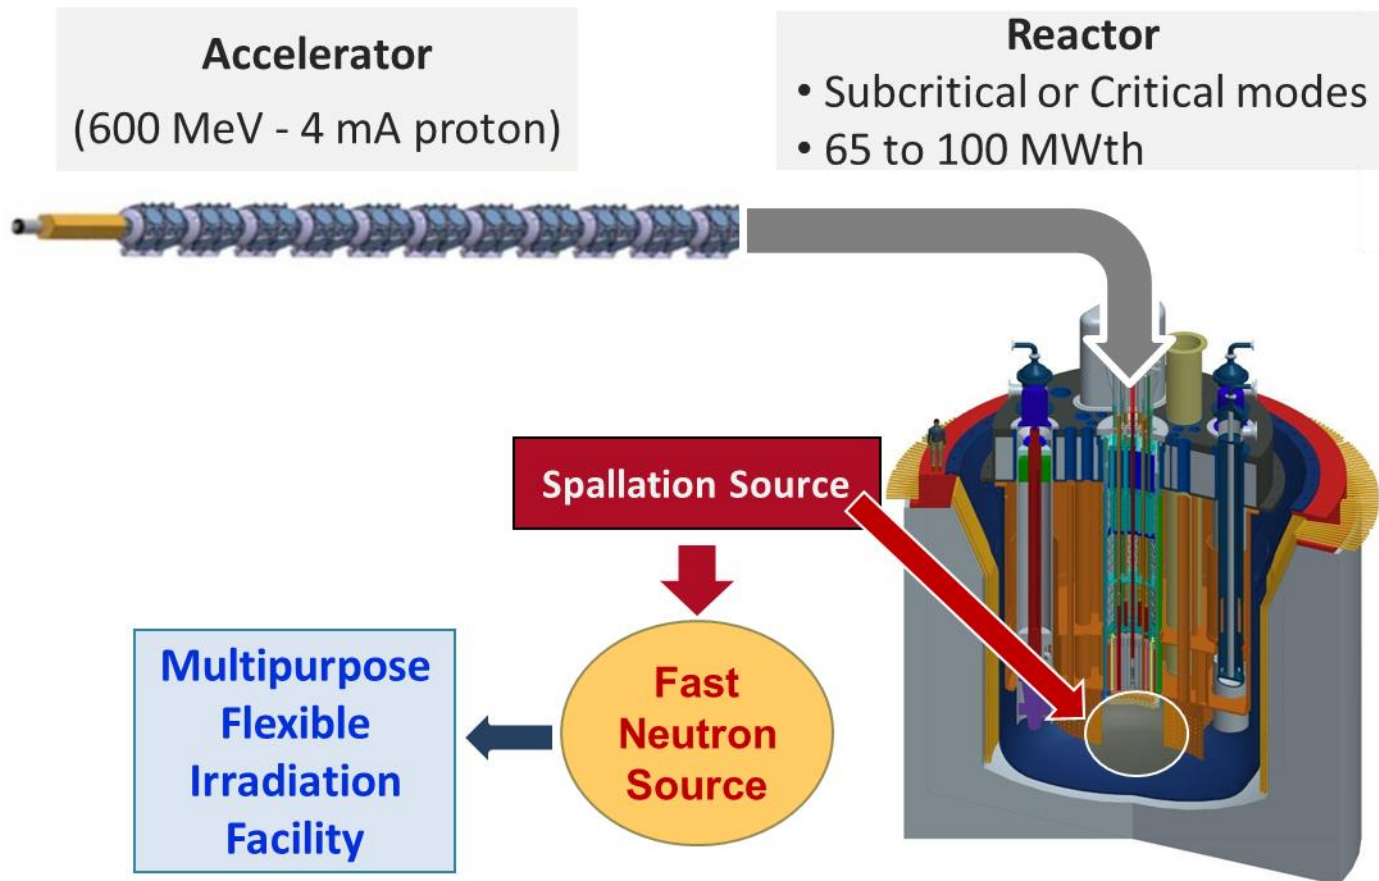 Accelerator
(600 MeV - 4 mA proton)
Reactor
• Subcritical or Critical modes
• 65 to 100 MWth
Spallation Source
Fast
Neutron
Source
Multipurpose
Flexible
Irradiation
Facility